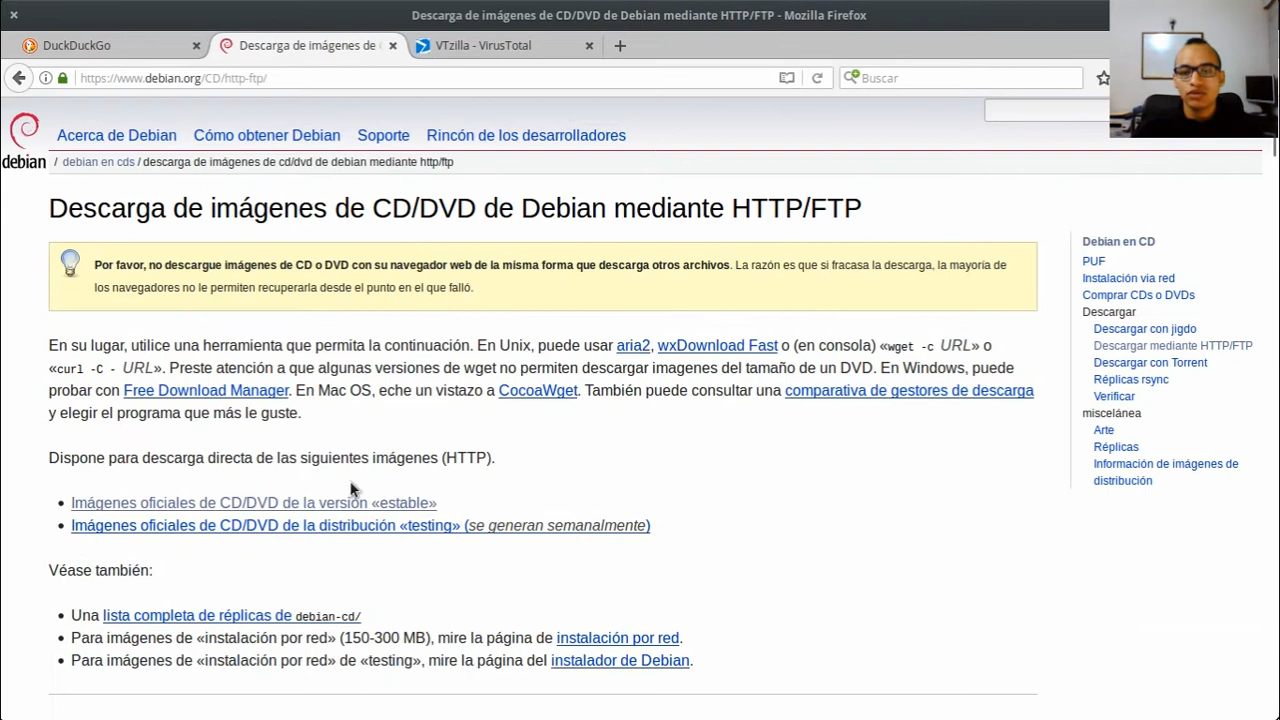 Descarga de imágenes de CD/DVD de Debian mediante HTTP/FTP - Mozilla Firefox
DuckDuckGo
Descarga de imágenes de
VTzilla - VirusTotal
https://www.debian.org/CD/http-ftp/
Buscar
debian
Acerca de Debian Cómo obtener Debian Soporte Rincón de los desarrolladores
/ debian en cds / descarga de imágenes de cd/dvd de debian mediante http/ftp
Descarga de imágenes de CD/DVD de Debian mediante HTTP/FTP
Por favor, no descargue imágenes de CD o DVD con su navegador web de la misma forma que descarga otros archivos. La razón es que si fracasa la descarga, la mayoría de
los navegadores no le permiten recuperarla desde el punto en el que falló.
En su lugar, utilice una herramienta que permita la continuación. En Unix, puede usar aria2, wxDownload Fast o (en consola) «wget -c URL» o
«curl -C - URL». Preste atención a que algunas versiones de wget no permiten descargar imagenes del tamaño de un DVD. En Windows, puede
probar con Free Download Manager. En Mac OS, eche un vistazo a CocoaWget. También puede consultar una comparativa de gestores de descarga
y elegir el programa que más le guste.
Dispone para descarga directa de las siguientes imágenes (HTTP).
• Imágenes oficiales de CD/DVD de la versión «estable»
• Imágenes oficiales de CD/DVD de la distribución «testing» (se generan semanalmente)
Véase también:
• Una lista completa de réplicas de debian-cd/
• Para imágenes de «instalación por red» (150-300 MB), mire la página de instalación por red.
• Para imágenes de «instalación por red» de «testing», mire la página del instalador de Debian.
Debian en CD
PUF
Instalación via red
Comprar CDs o DVDs
Descargar
Descargar con jigdo
Descargar mediante HTTP/FTP
Descargar con Torrent
Réplicas rsync
Verificar
miscelánea
Arte
Réplicas
Información de imágenes de
distribución